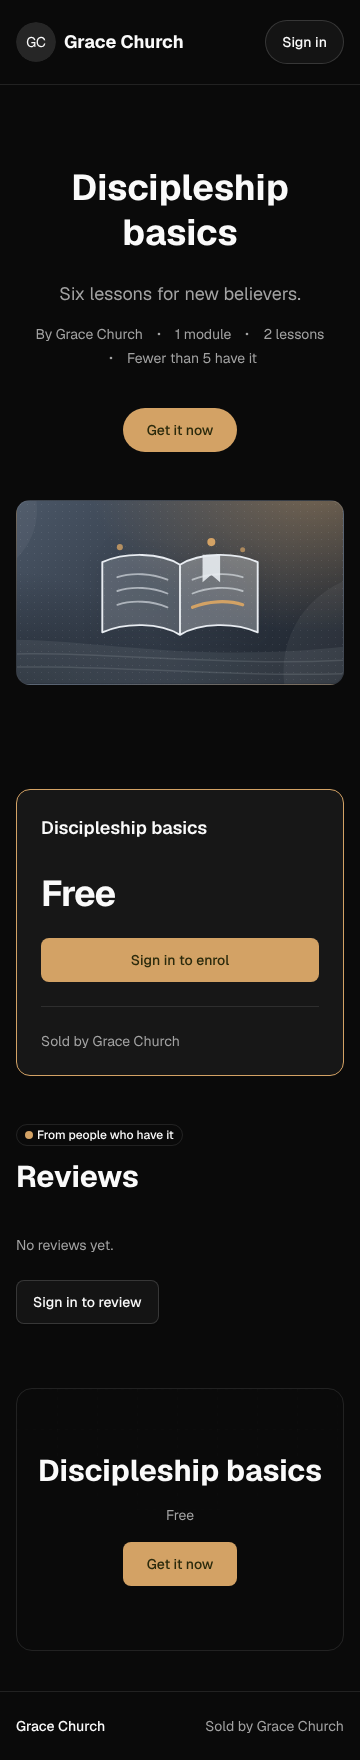 GC Grace Church
Sign in
Discipleship
basics
Six lessons for new believers.
By Grace Church • 1 module • 2 lessons
• Fewer than 5 have it
Get it now
Discipleship basics
Free
Sign in to enrol
Sold by Grace Church
From people who have it
Reviews
No reviews yet.
Sign in to review
Discipleship basics
Free
Get it now
Grace Church
Sold by Grace Church